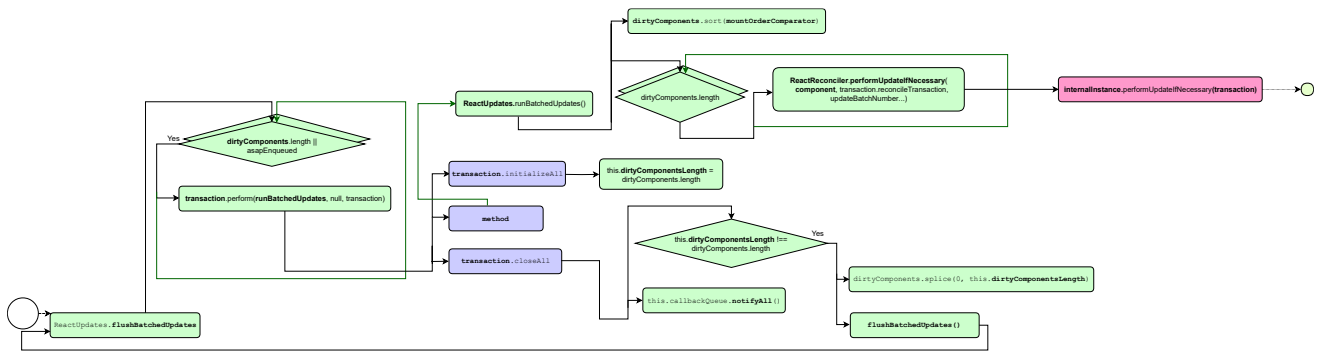 dirtyComponents.sort(mountOrderComparator)
ReactReconciler.performUpdateIfNecessary(
component, transaction.reconcileTransaction,
updateBatchNumber...)
dirtyComponents.length
internalInstance.performUpdateIfNecessary(transaction)
ReactUpdates.runBatchedUpdates()
Yes
dirtyComponents.length ||
asapEnqueued
transaction.initializeAll
this.dirtyComponentsLength =
dirtyComponents.length
transaction.perform(runBatchedUpdates, null, transaction)
method
Yes
this.dirtyComponentsLength !==
dirtyComponents.length
transaction.closeAll
dirtyComponents.splice(0, this.dirtyComponentsLength)
this.callbackQueue.notifyAll()
ReactUpdates.flushBatchedUpdates
flushBatchedUpdates()